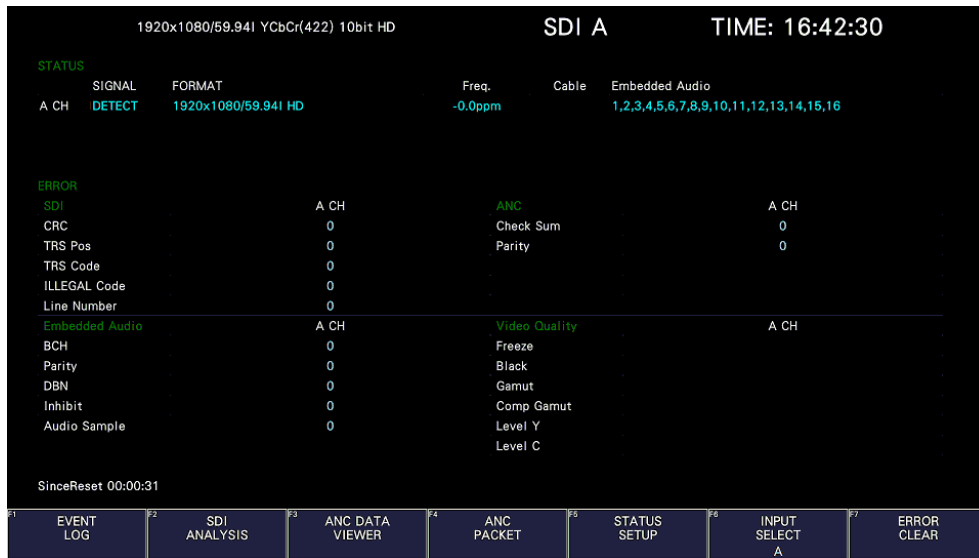 1920x1080/59.94I YCbCr(422) 10bit HD SDI A TIME: 16:42:30
STATUS
SIGNAL FORMAT Freq. Cable Embedded Audio
A CH DETECT 1920x1080/59.94I HD -0.0ppm 1,2,3,4,5,6,7,8,9,10,11,12,13,14,15,16
ERROR
SDI A CH ANC A CH
CRC 0 Check Sum 0
TRS Pos 0 Parity 0
TRS Code 0
ILLEGAL Code 0
Line Number 0
Embedded Audio A CH Video Quality A CH
BCH 0 Freeze
Parity 0 Black
DBN 0 Gamut
Inhibit 0 Comp Gamut
Audio Sample 0 Level Y
Level C
SinceReset 00:00:31
F1 EVENT F2 SDI F3 ANC DATA F4 ANC F5 STATUS F6 INPUT F7 ERROR
LOG ANALYSIS VIEWER PACKET SETUP SELECT CLEAR
A